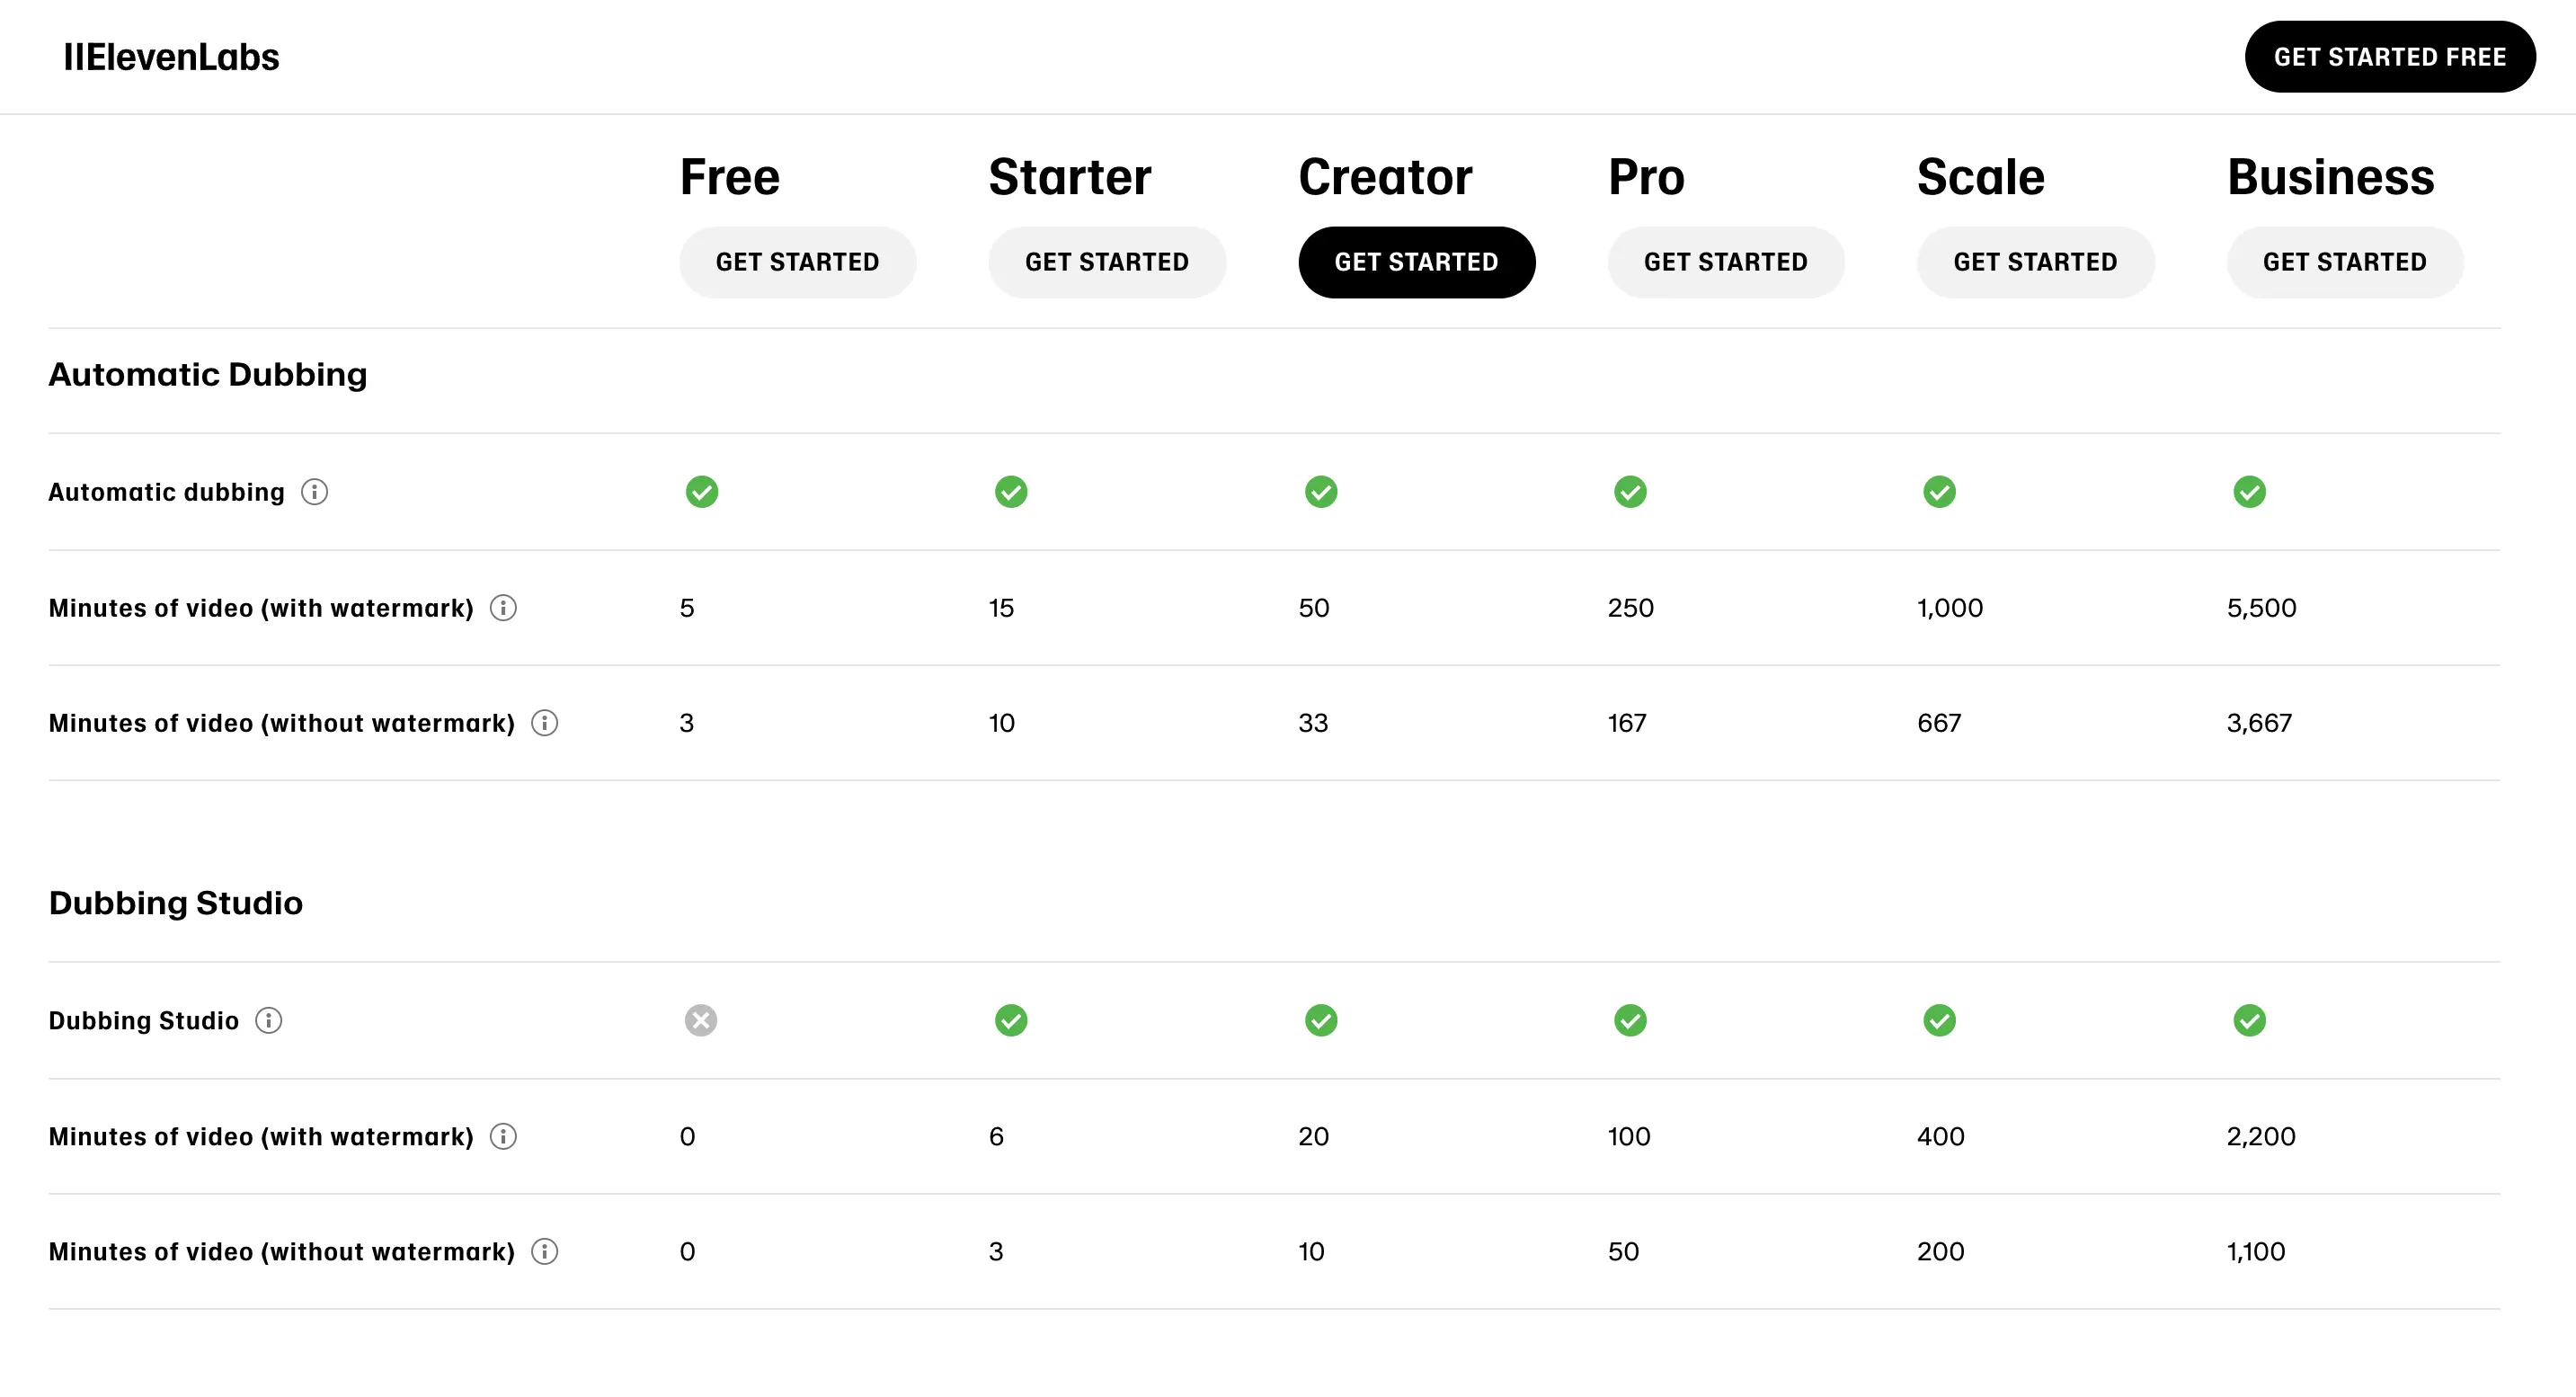 IIElevenLabs
GET STARTED FREE
Free Starter Creator Pro Scale Business
GET STARTED GET STARTED GET STARTED GET STARTED GET STARTED GET STARTED
Automatic Dubbing
Automatic dubbing
Minutes of video (with watermark) 5 15 50 250 1,000 5,500
Minutes of video (without watermark) 3 10 33 167 667 3,667
Dubbing Studio
Dubbing Studio
Minutes of video (with watermark) 0 6 20 100 400 2,200
Minutes of video (without watermark) 0 3 10 50 200 1,100